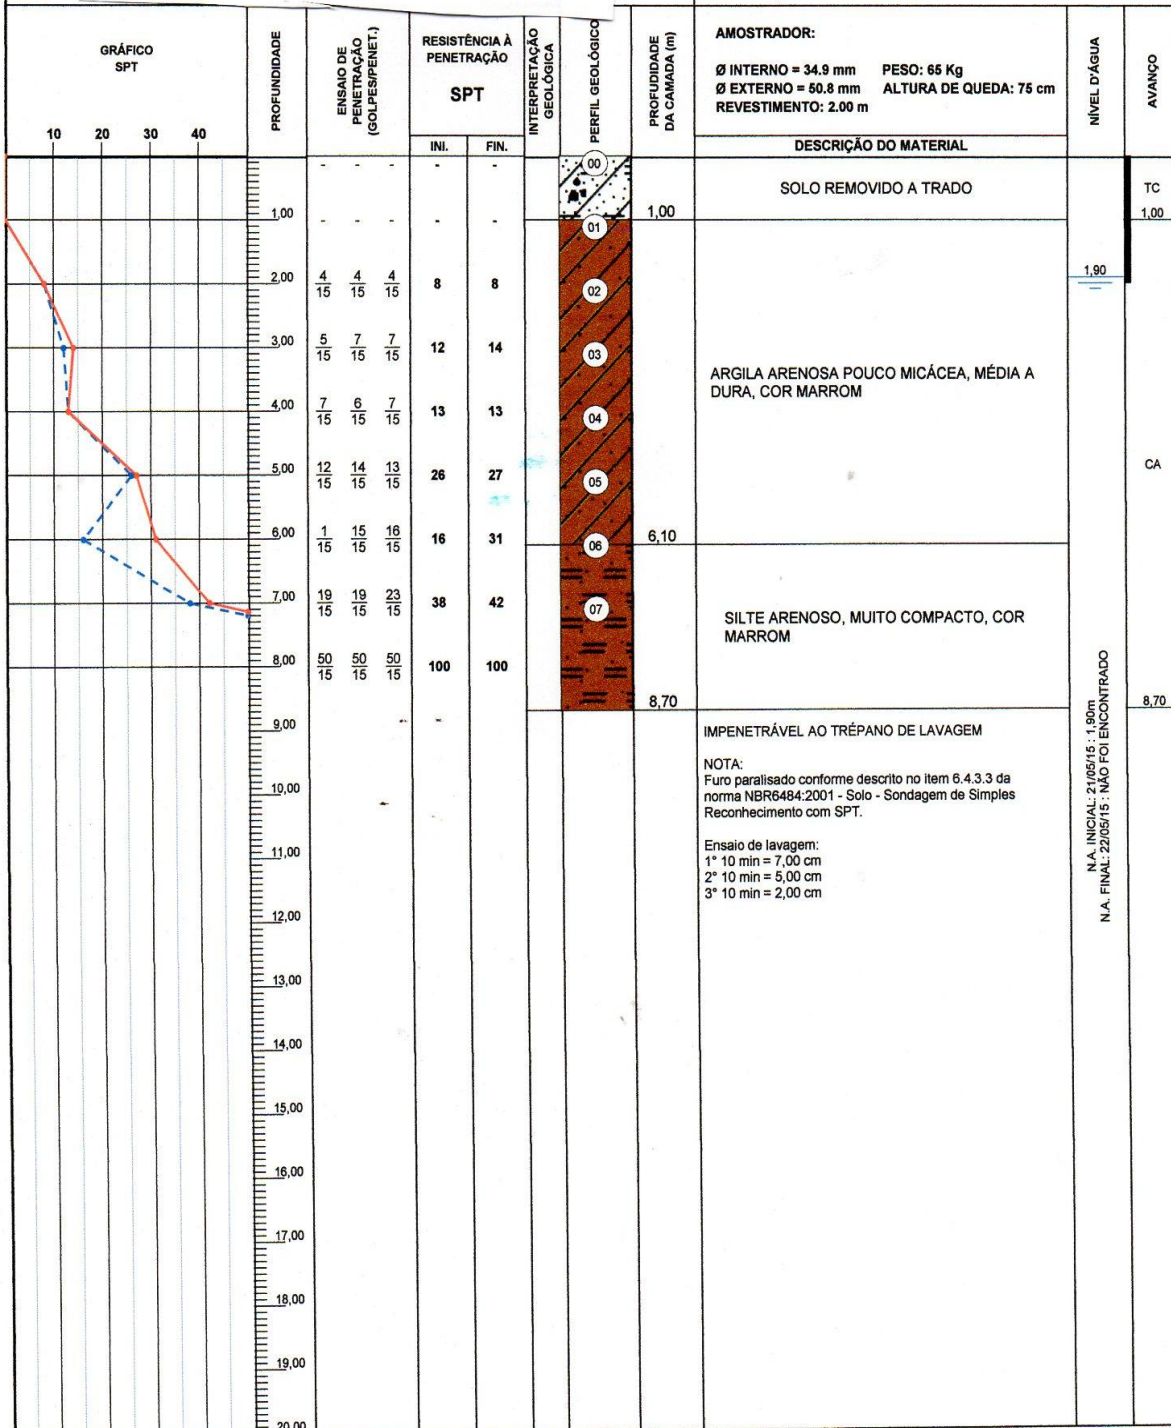 GRÁFICO
SPT
10 20 30 40
PROFUNDIDADE
ENSAIO DE
PENETRAÇÃO
(GOLPES/PENET.)
RESISTÊNCIA À
PENETRAÇÃO
SPT
INI. FIN.
INTERPRETAÇÃO
GEOLÓGICA
PERFIL GEOLÓGICO
PROFUDIDADE
DA CAMADA (m)
AMOSTRADOR:
Ø INTERNO = 34.9 mm PESO: 65 Kg
Ø EXTERNO = 50.8 mm ALTURA DE QUEDA: 75 cm
REVESTIMENTO: 2.00 m
DESCRIÇÃO DO MATERIAL
NÍVEL D'ÁGUA
AVANÇO
- - - - - 00
SOLO REMOVIDO A TRADO
TC
1,00 - - - - - 01 1,00 1,00
2,00 4/15 4/15 4/15 8 8 02 1,90
3,00 5/15 7/15 7/15 12 14 03
ARGILA ARENOSA POUCO MICÁCEA, MÉDIA A
DURA, COR MARROM
4,00 7/15 6/15 7/15 13 13 04
CA
5,00 12/15 14/15 13/15 26 27 05
6,00 1/15 15/15 16/15 16 31 06 6,10
7,00 19/15 19/15 23/15 38 42 07
SILTE ARENOSO, MUITO COMPACTO, COR
MARROM
8,00 50/15 50/15 50/15 100 100
8,70 8,70
9,00 -
IMPENETRÁVEL AO TRÉPANO DE LAVAGEM
NOTA:
Furo paralisado conforme descrito no item 6.4.3.3 da
norma NBR6484:2001 - Solo - Sondagem de Simples
Reconhecimento com SPT.
Ensaio de lavagem:
1° 10 min = 7,00 cm
2° 10 min = 5,00 cm
3° 10 min = 2,00 cm
N.A. INICIAL: 21/05/15 : 1,90m
N.A. FINAL: 22/05/15 : NÃO FOI ENCONTRADO
10,00
11,00
12,00
13,00
14,00
15,00
16,00
17,00
18,00
19,00
20,00